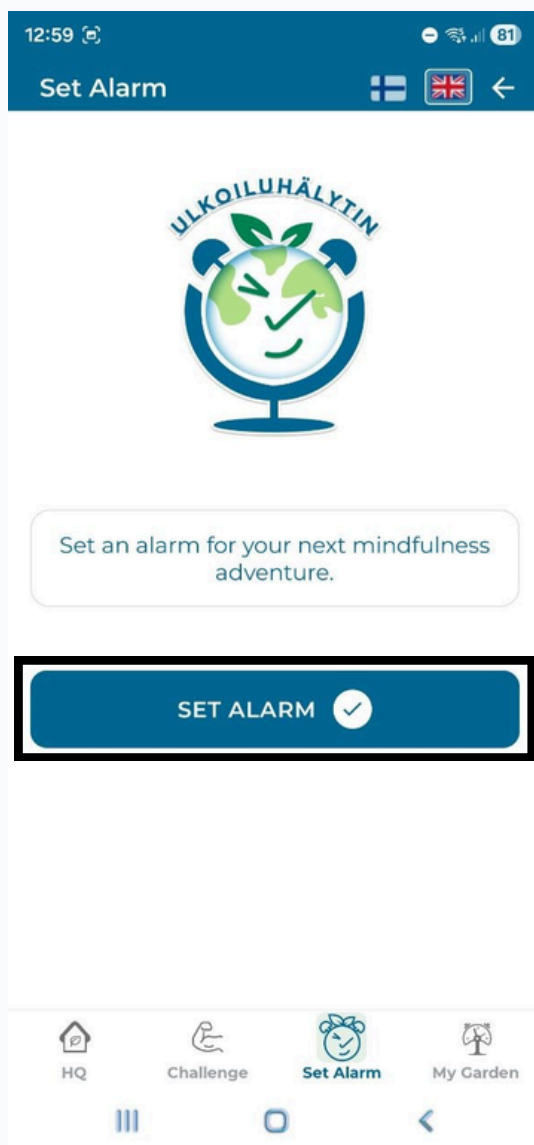 12:59
81
Set Alarm
ULKOILUHÄLYTIN
Set an alarm for your next mindfulness
adventure.
SET ALARM
HQ
Challenge
Set Alarm
My Garden